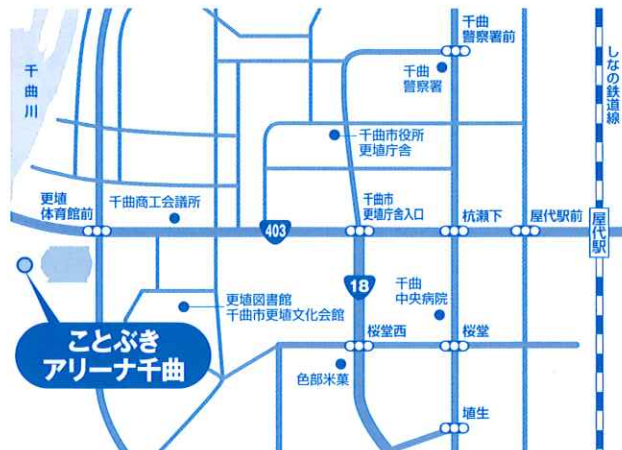 千曲
警察署前
しなの鉄道線
千曲川
千曲
警察署
千曲市役所
更埴庁舎
更埴
体育館前
千曲商工会議所
千曲市
更埴庁舎入口
杭瀬下
屋代駅前
屋代駅
403
18
千曲
中央病院
更埴図書館
千曲市更埴文化会館
ことぶき
アリーナ千曲
桜堂西
桜堂
色部米菓
埴生